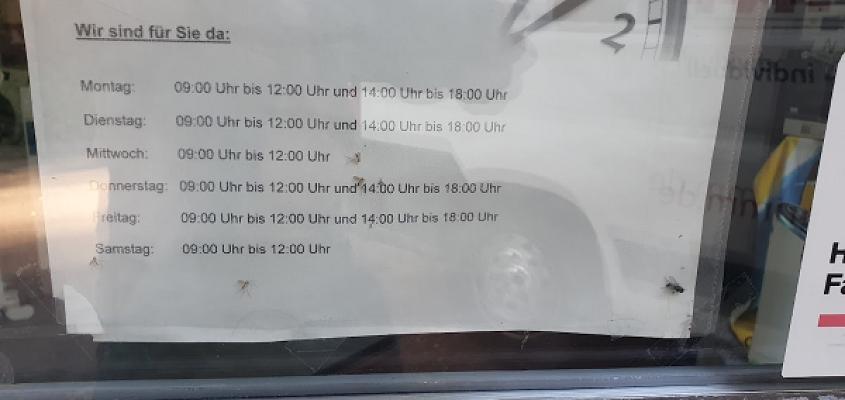 Wir sind für Sie da:
2
Montag: 09:00 Uhr bis 12:00 Uhr und 14:00 Uhr bis 18:00 Uhr
Dienstag: 09:00 Uhr bis 12:00 Uhr und 14:00 Uhr bis 18:00 Uhr
Mittwoch: 09:00 Uhr bis 12:00 Uhr
Donnerstag: 09:00 Uhr bis 12:00 Uhr und 14:00 Uhr bis 18:00 Uhr
Freitag: 09:00 Uhr bis 12:00 Uhr und 14:00 Uhr bis 18:00 Uhr
Samstag: 09:00 Uhr bis 12:00 Uhr
individuell